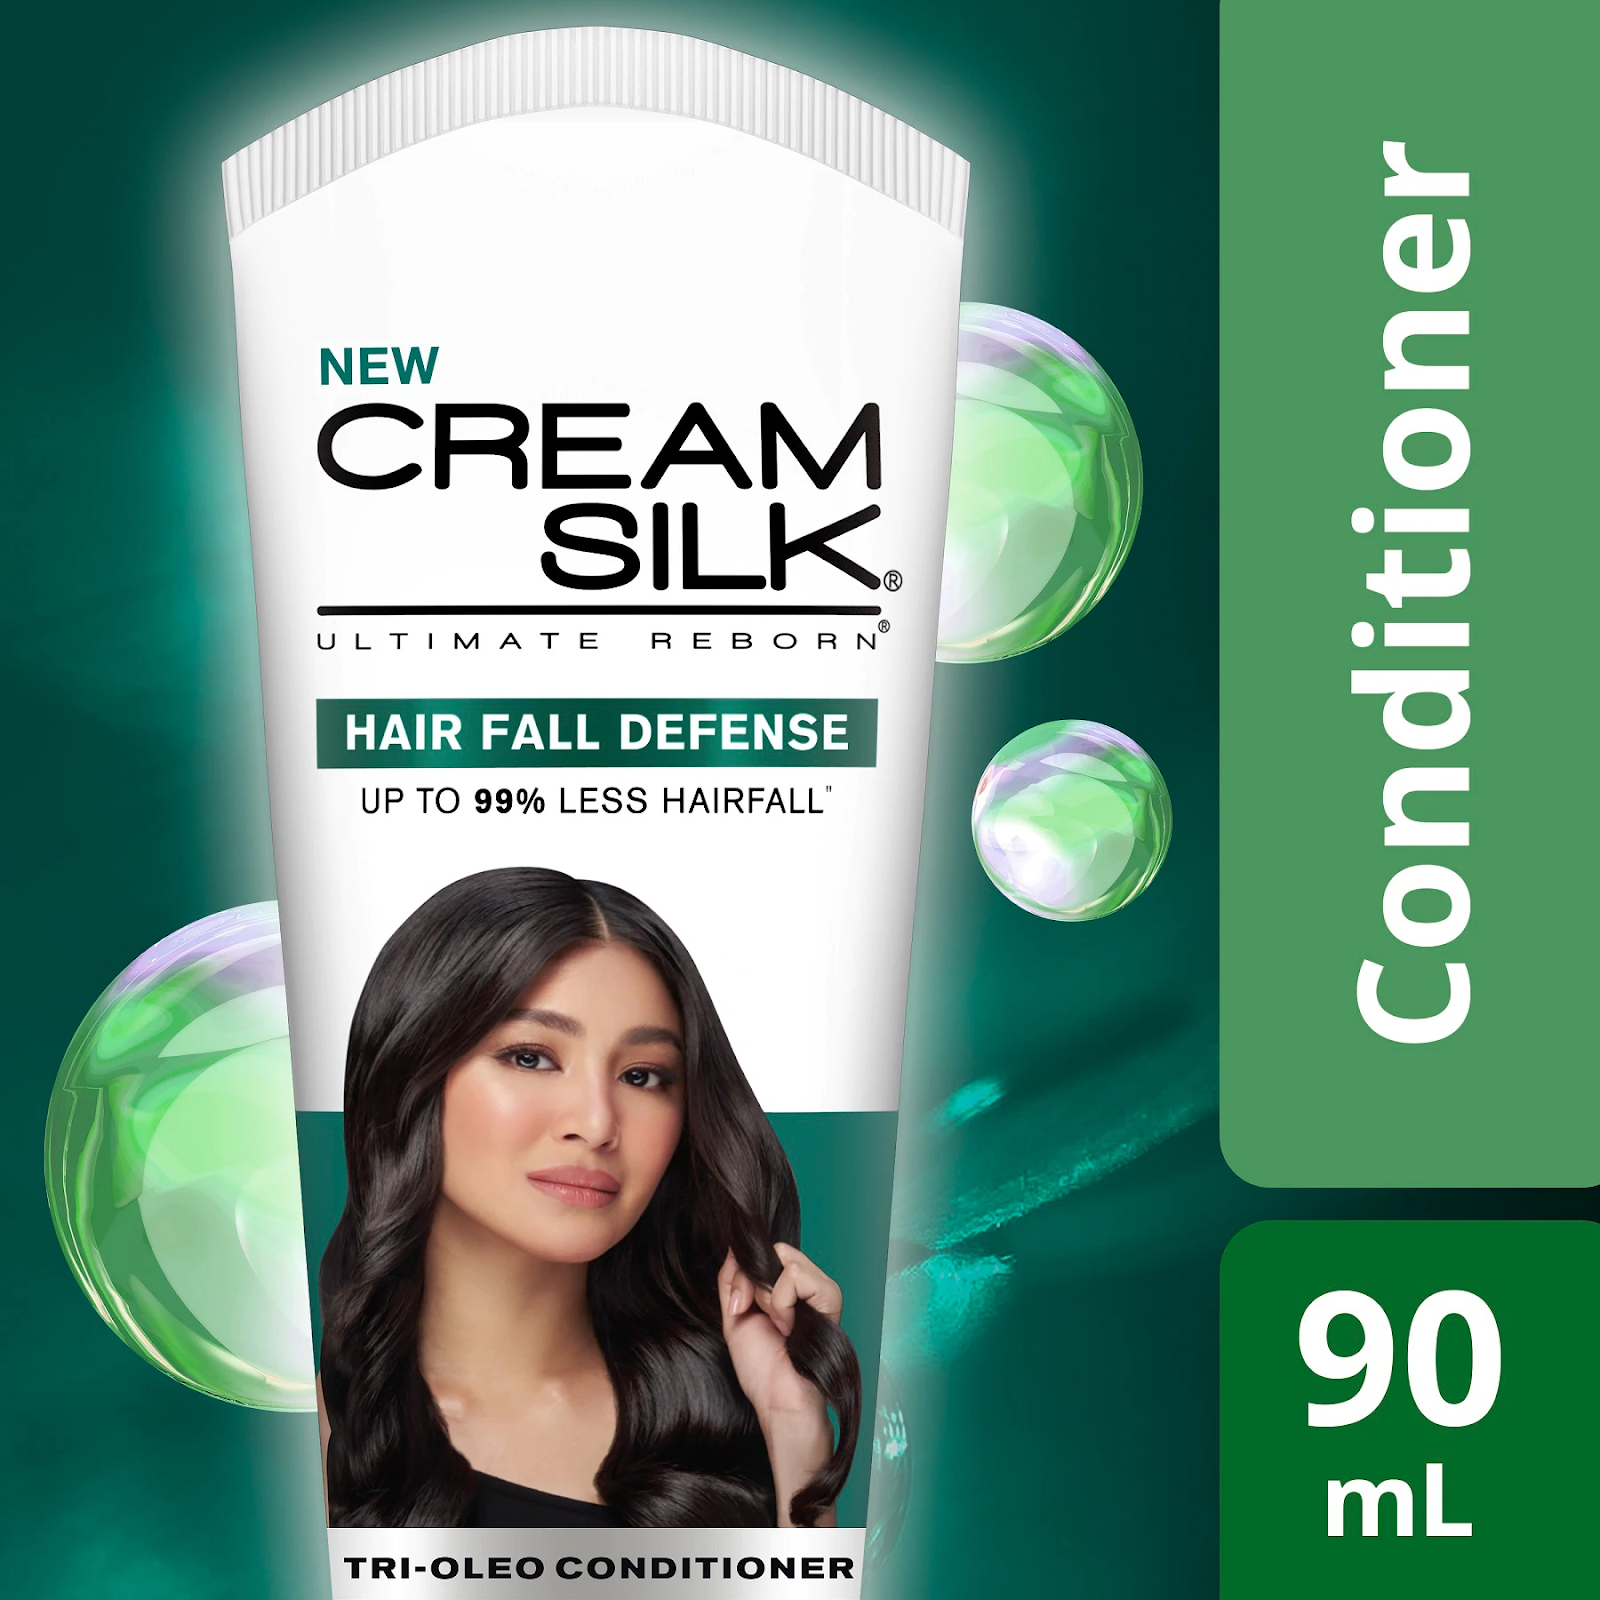 NEW
CREAM
SILK®
ULTIMATE REBORN®
HAIR FALL DEFENSE
UP TO 99% LESS HAIRFALL"
TRI-OLEO CONDITIONER
Conditioner
90
mL